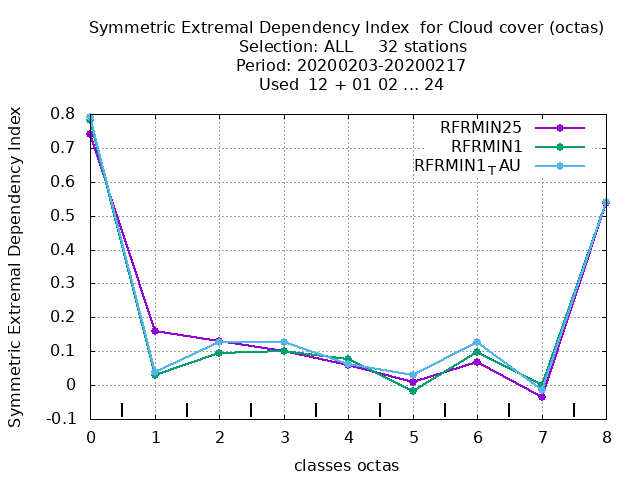 Symmetric Extremal Dependency Index  for Cloud cover (octas)
Selection: ALL     32 stations
Period: 20200203-20200217
Used  12 + 01 02 ... 24
Symmetric Extremal Dependency Index
RFRMIN25
RFRMIN1
RFRMIN1TAU
0.8
0.7
0.6
0.5
0.4
0.3
0.2
0.1
0
-0.1
0 1 2 3 4 5 6 7 8
classes octas